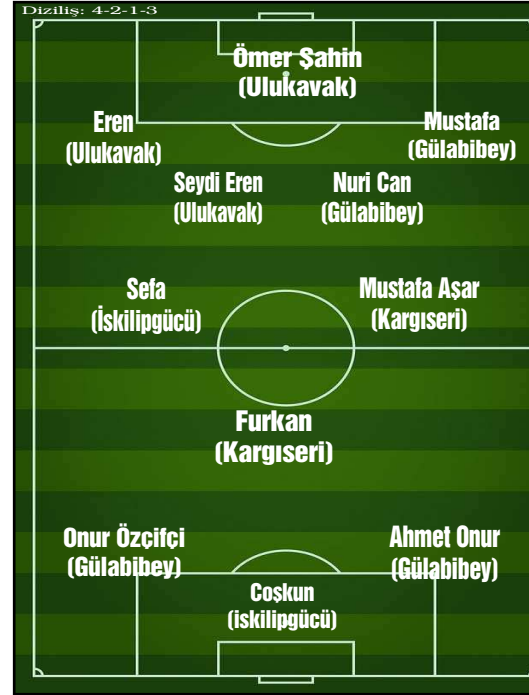 Diziliş: 4-2-1-3
Ömer Şahin
(Ulukavak)
Eren
(Ulukavak)
Mustafa
(Gülabibey)
Seydi Eren
(Ulukavak)
Nuri Can
(Gülabibey)
Sefa
(İskilipgücü)
Mustafa Aşar
(Kargıseri)
Furkan
(Kargıseri)
Onur Özçifçi
(Gülabibey)
Ahmet Onur
(Gülabibey)
Coşkun
(iskilipgücü)